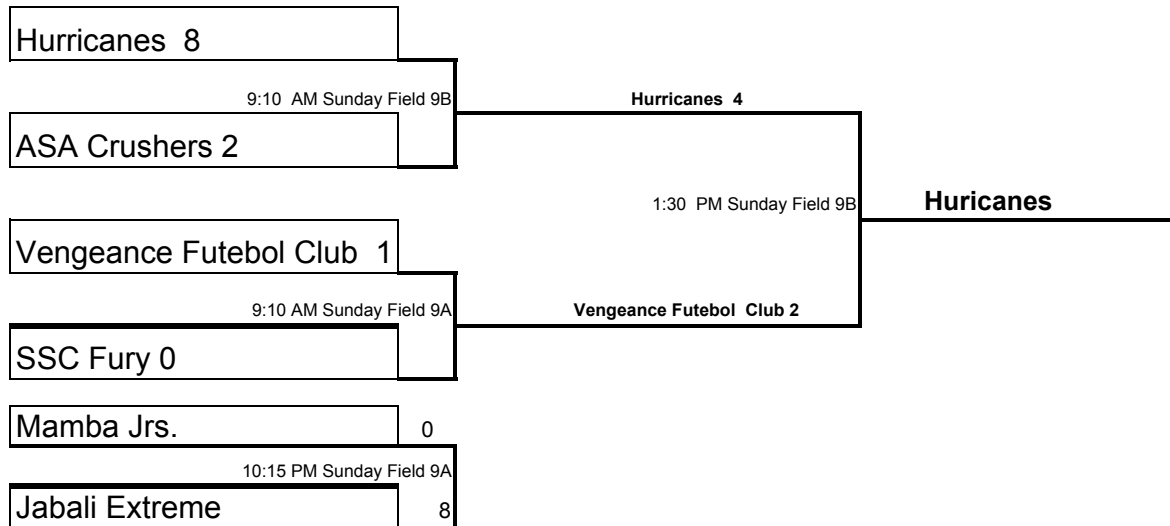 Hurricanes 8
9:10 AM Sunday Field 9B
Hurricanes 4
ASA Crushers 2
1:30 PM Sunday Field 9B
Huricanes
Vengeance Futebol Club 1
9:10 AM Sunday Field 9A
Vengeance Futebol Club 2
SSC Fury 0
Mamba Jrs.
0
10:15 PM Sunday Field 9A
Jabali Extreme
8